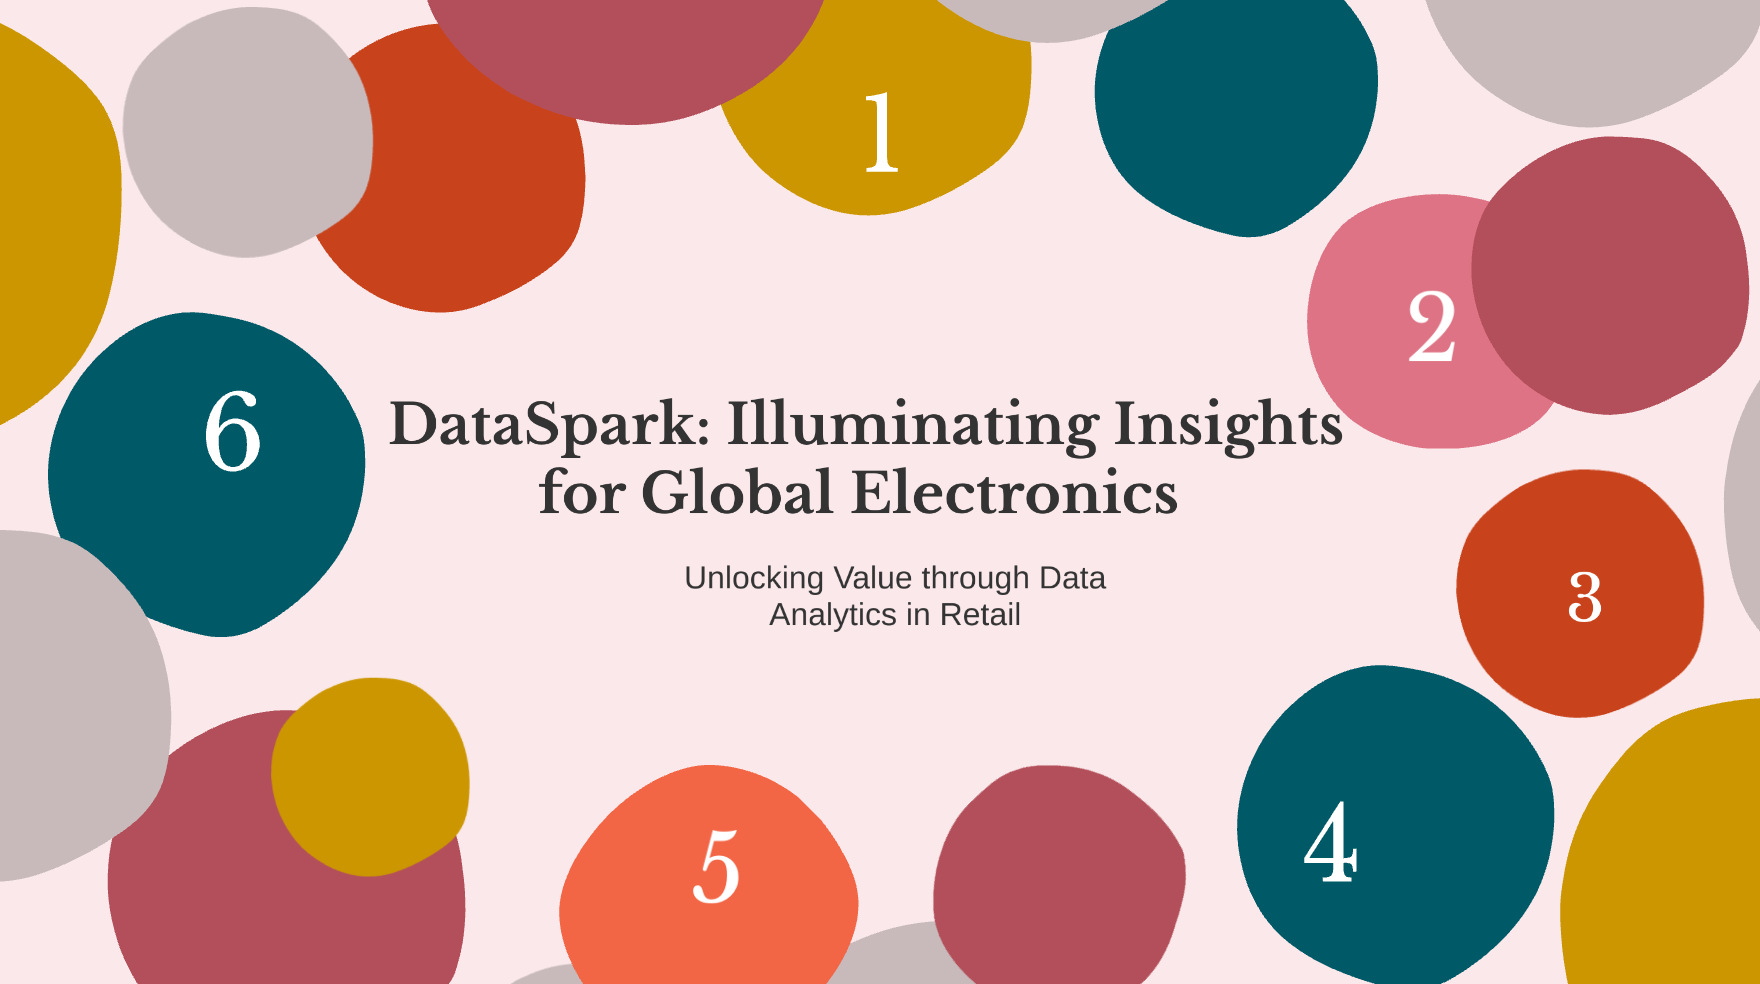 1
2
6
DataSpark: Illuminating Insights
for Global Electronics
Unlocking Value through Data
Analytics in Retail
3
4
5